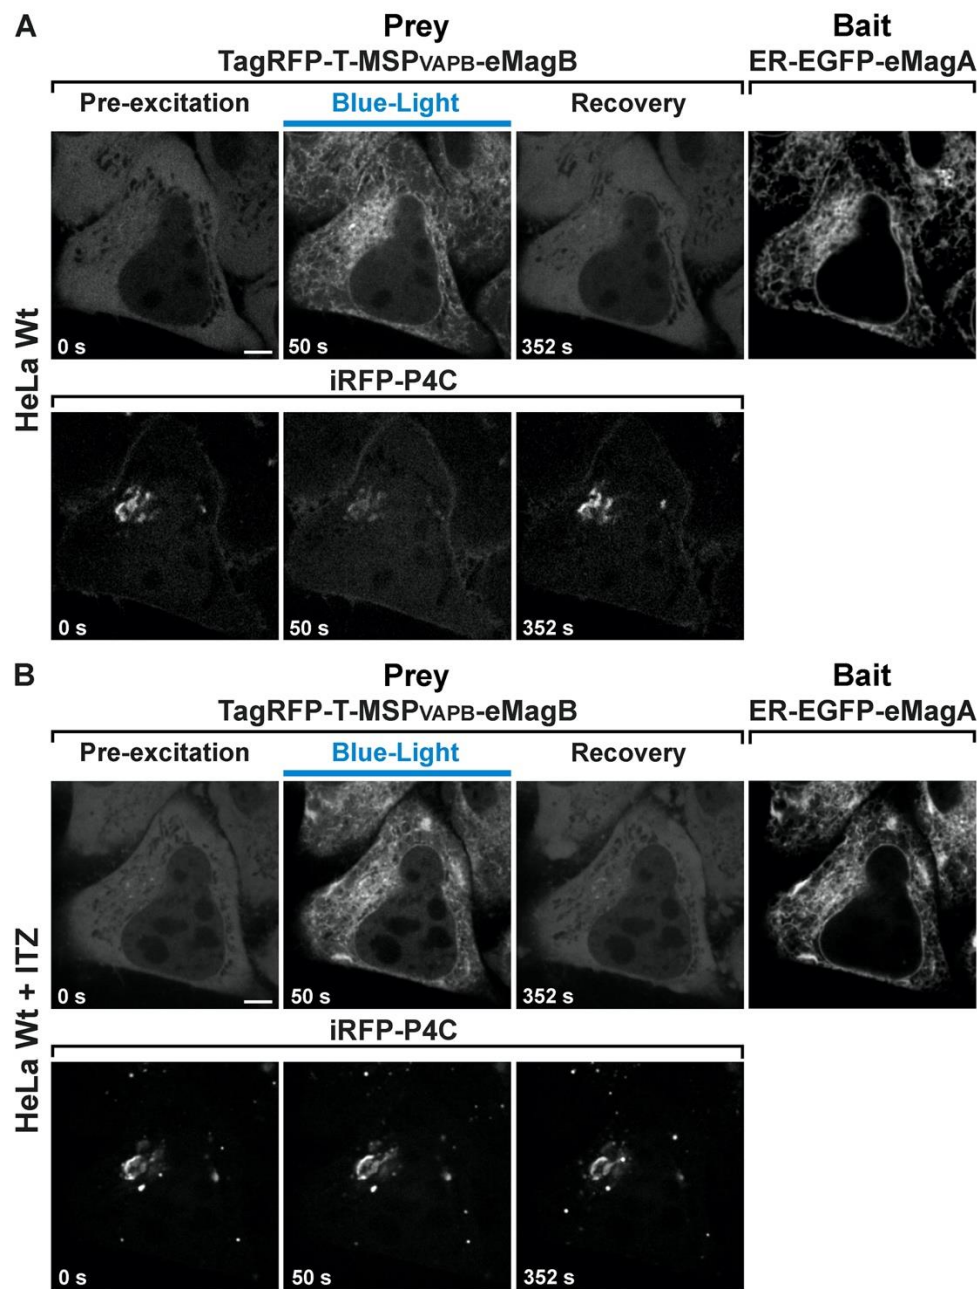 A
Prey
Bait
TagRFP-T-MSPVAPB-eMagB
ER-EGFP-eMagA
Pre-excitation
Blue-Light
Recovery
HeLa Wt
0 s
50 s
352 s
iRFP-P4C
0 s
50 s
352 s
B
Prey
Bait
TagRFP-T-MSPVAPB-eMagB
ER-EGFP-eMagA
Pre-excitation
Blue-Light
Recovery
HeLa Wt + ITZ
0 s
50 s
352 s
iRFP-P4C
0 s
50 s
352 s